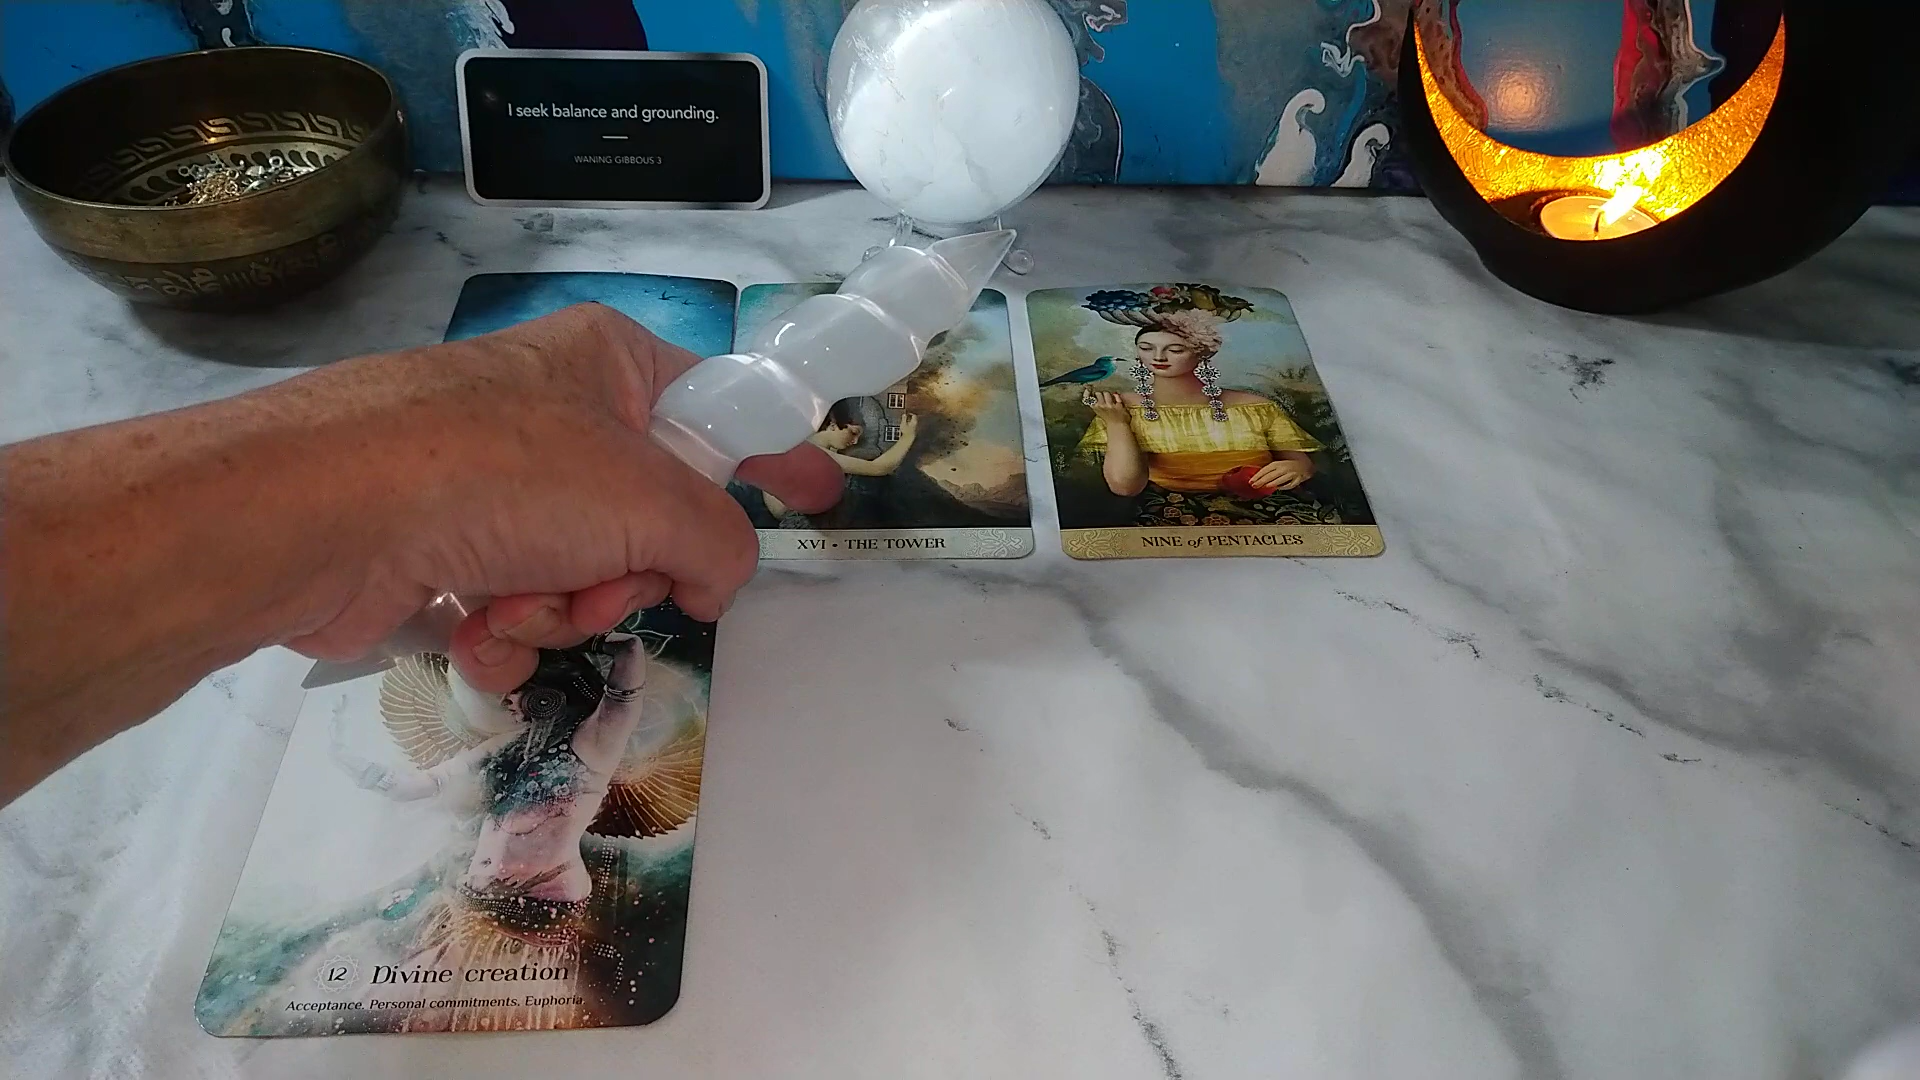 I seek balance and grounding.
WANING GIBBOUS 3
XVI • THE TOWER
NINE of PENTACLES
12 Divine creation
Acceptance. Personal commitments. Euphoria.